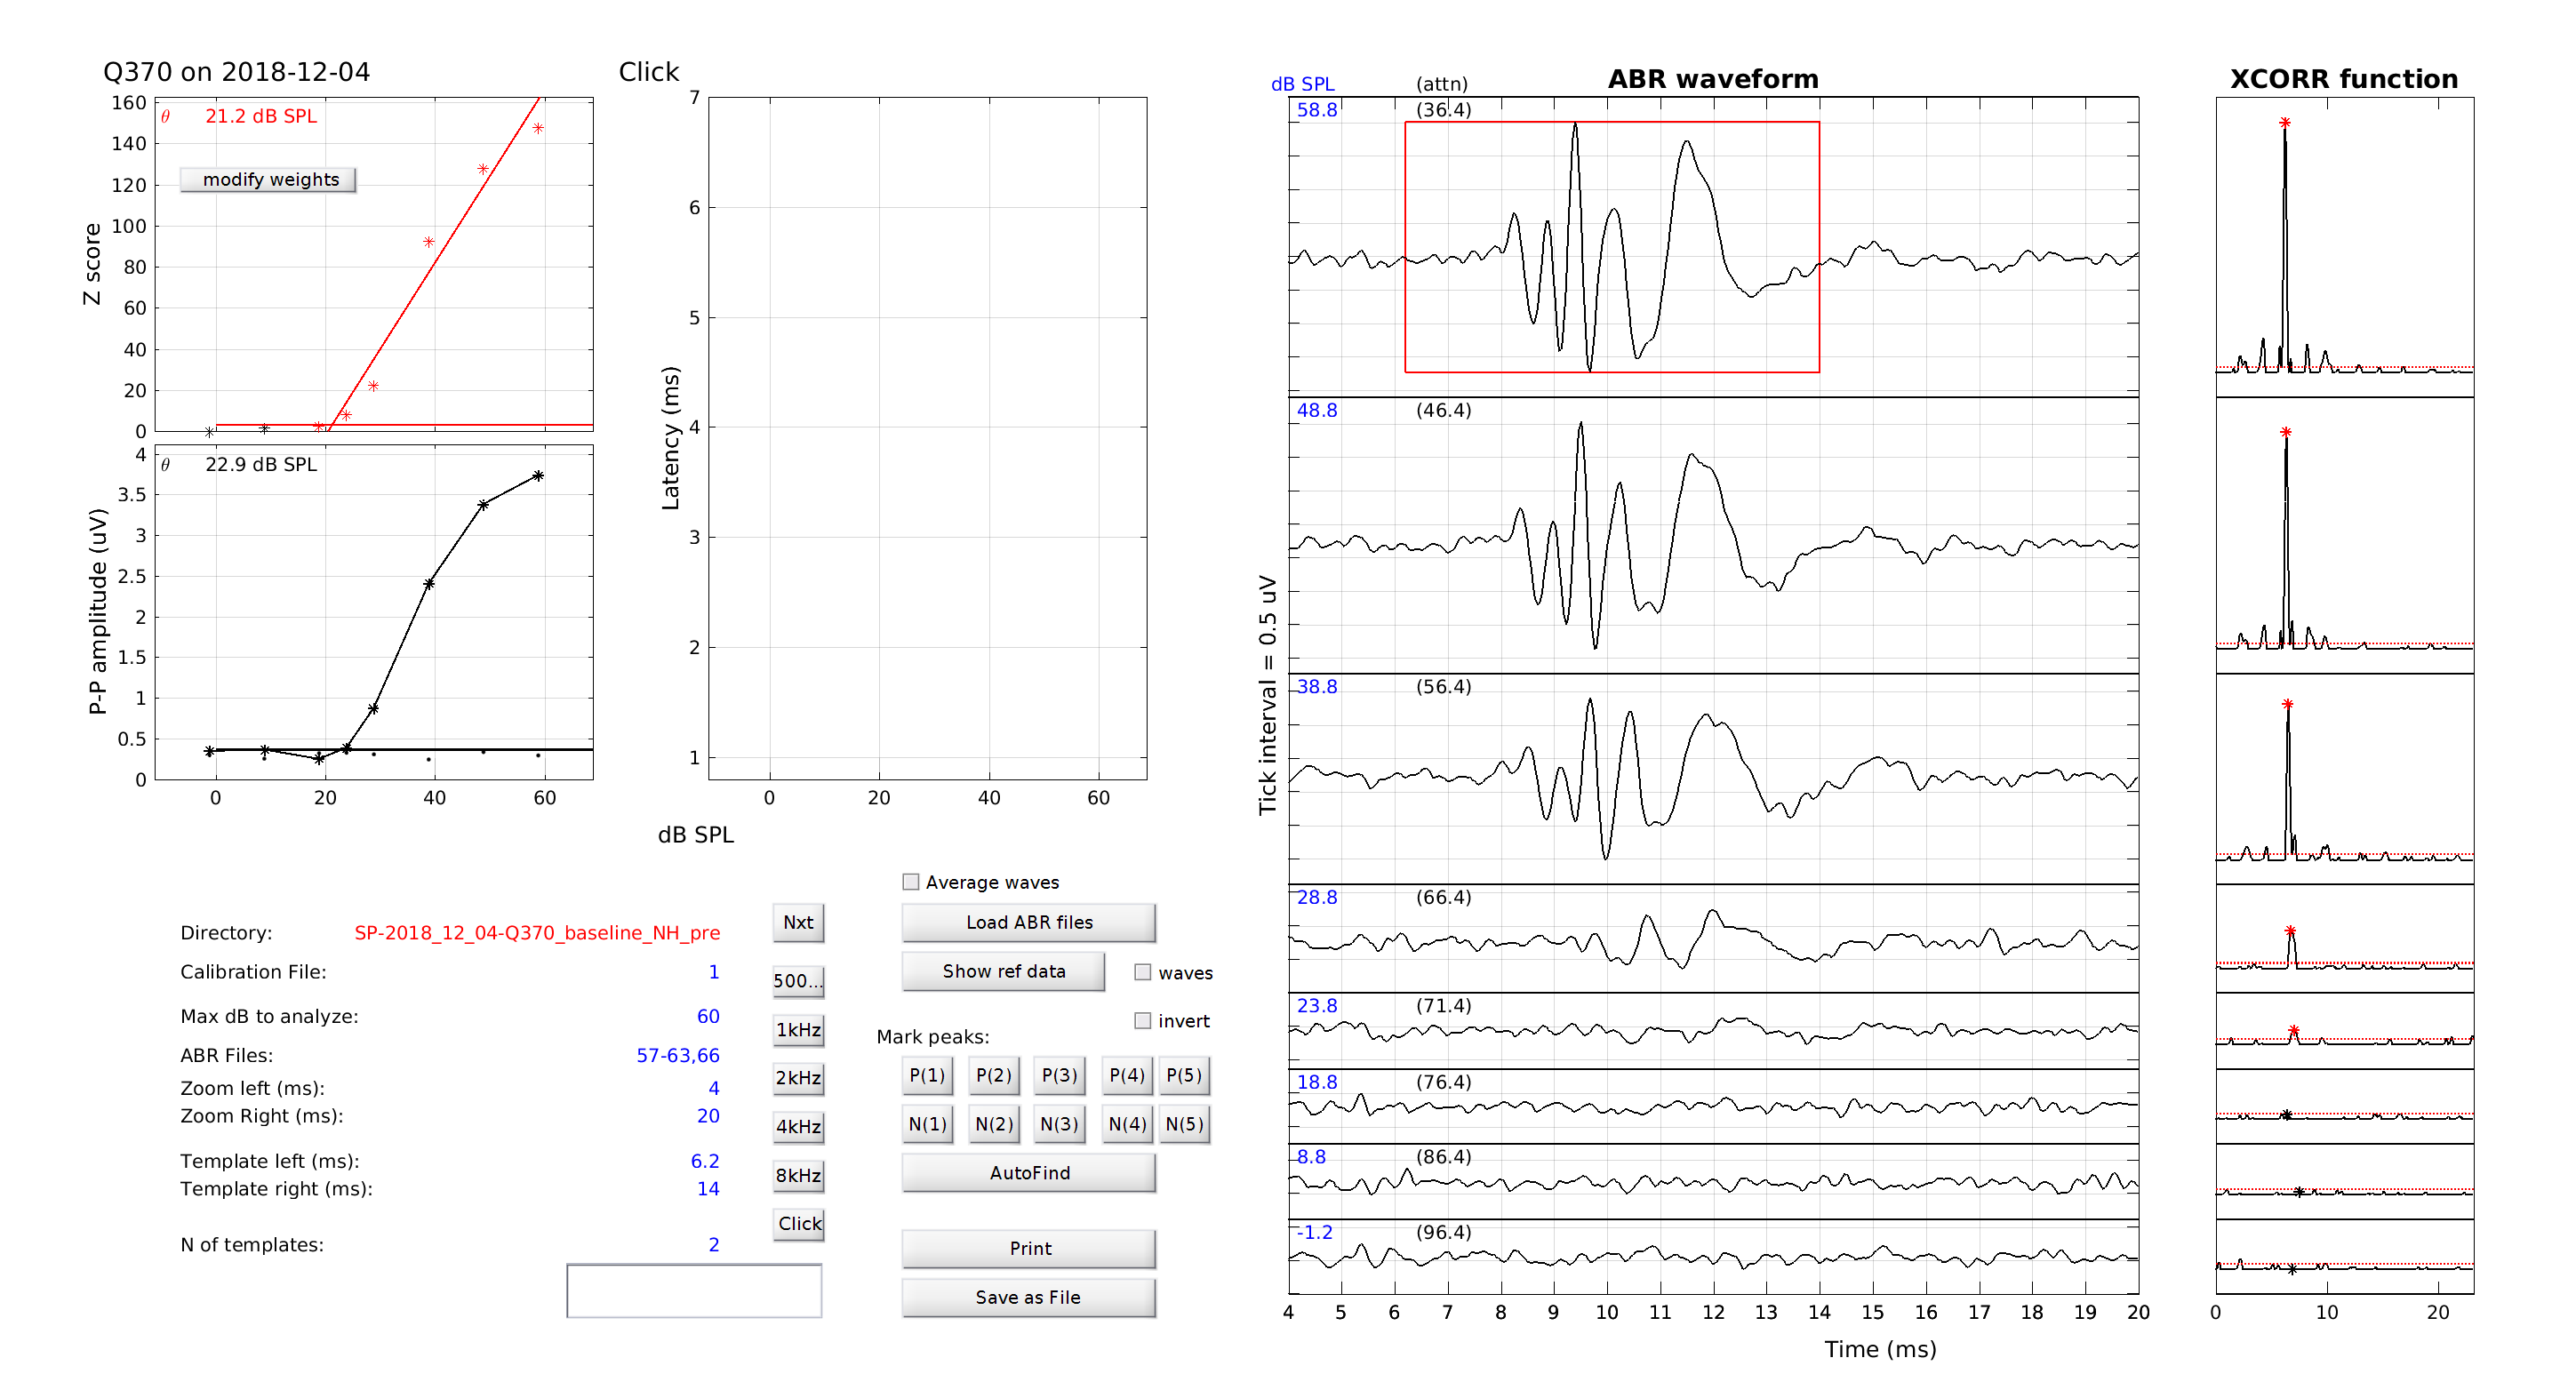 Q370 on 2018-12-04
Click
θ 21.2 dB SPL
modify weights
Z score
160
140
120
100
80
60
40
20
0
θ 22.9 dB SPL
P-P amplitude (uV)
4
3.5
3
2.5
2
1.5
1
0.5
0
0 20 40 60
Latency (ms)
7
6
5
4
3
2
1
0 20 40 60
dB SPL
Directory: SP-2018_12_04-Q370_baseline_NH_pre
Calibration File: 1
Max dB to analyze: 60
ABR Files: 57-63,66
Zoom left (ms): 4
Zoom Right (ms): 20
Template left (ms): 6.2
Template right (ms): 14
N of templates: 2
Nxt
500...
1kHz
2kHz
4kHz
8kHz
Click
Average waves
Load ABR files
Show ref data
waves
invert
Mark peaks:
P(1) P(2) P(3) P(4) P(5)
N(1) N(2) N(3) N(4) N(5)
AutoFind
Print
Save as File
dB SPL (attn) ABR waveform
58.8 (36.4)
48.8 (46.4)
38.8 (56.4)
28.8 (66.4)
23.8 (71.4)
18.8 (76.4)
8.8 (86.4)
-1.2 (96.4)
Tick interval = 0.5 uV
4 5 6 7 8 9 10 11 12 13 14 15 16 17 18 19 20
Time (ms)
XCORR function
0 10 20